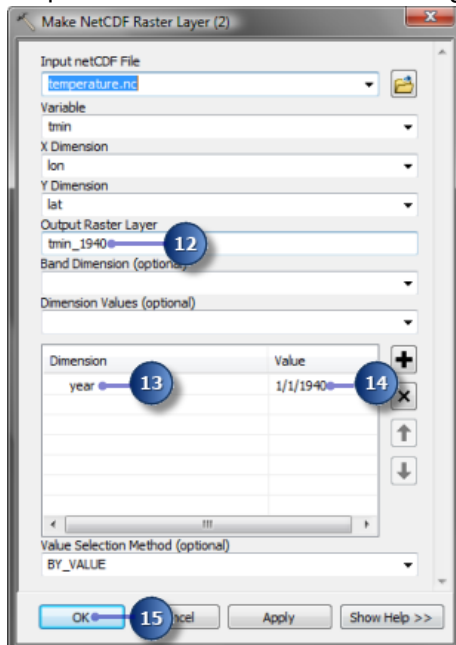 Make NetCDF Raster Layer (2)
Input netCDF File
temperature.nc
Variable
tmin
X Dimension
lon
Y Dimension
lat
Output Raster Layer
tmin_1940 12
Band Dimension (optional)
Dimension Values (optional)
Dimension Value
year 13 1/1/1940 14
Value Selection Method (optional)
BY_VALUE
OK 15 Apply Show Help >>